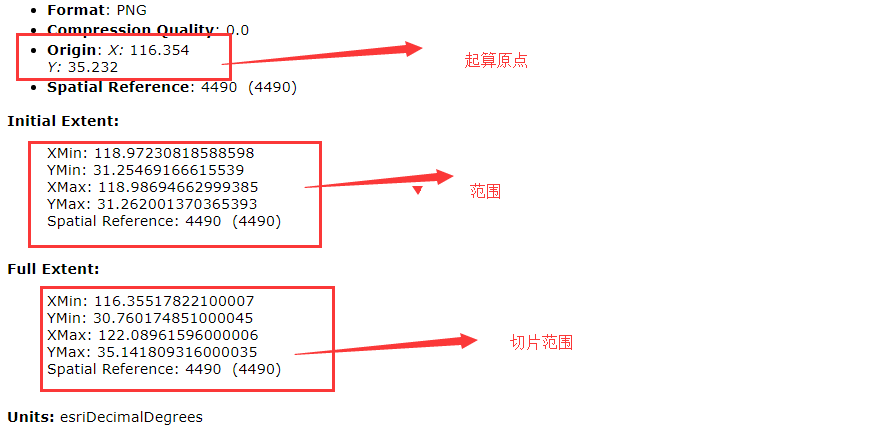 Format: PNG
Compression Quality: 0.0
Origin: X: 116.354
Y: 35.232
起算原点
Spatial Reference: 4490 (4490)
Initial Extent:
XMin: 118.97230818588598
YMin: 31.25469166615539
XMax: 118.98694662999385
范围
YMax: 31.262001370365393
Spatial Reference: 4490 (4490)
Full Extent:
XMin: 116.35517822100007
YMin: 30.760174851000045
XMax: 122.08961596000006
切片范围
YMax: 35.141809316000035
Spatial Reference: 4490 (4490)
Units: esriDecimalDegrees